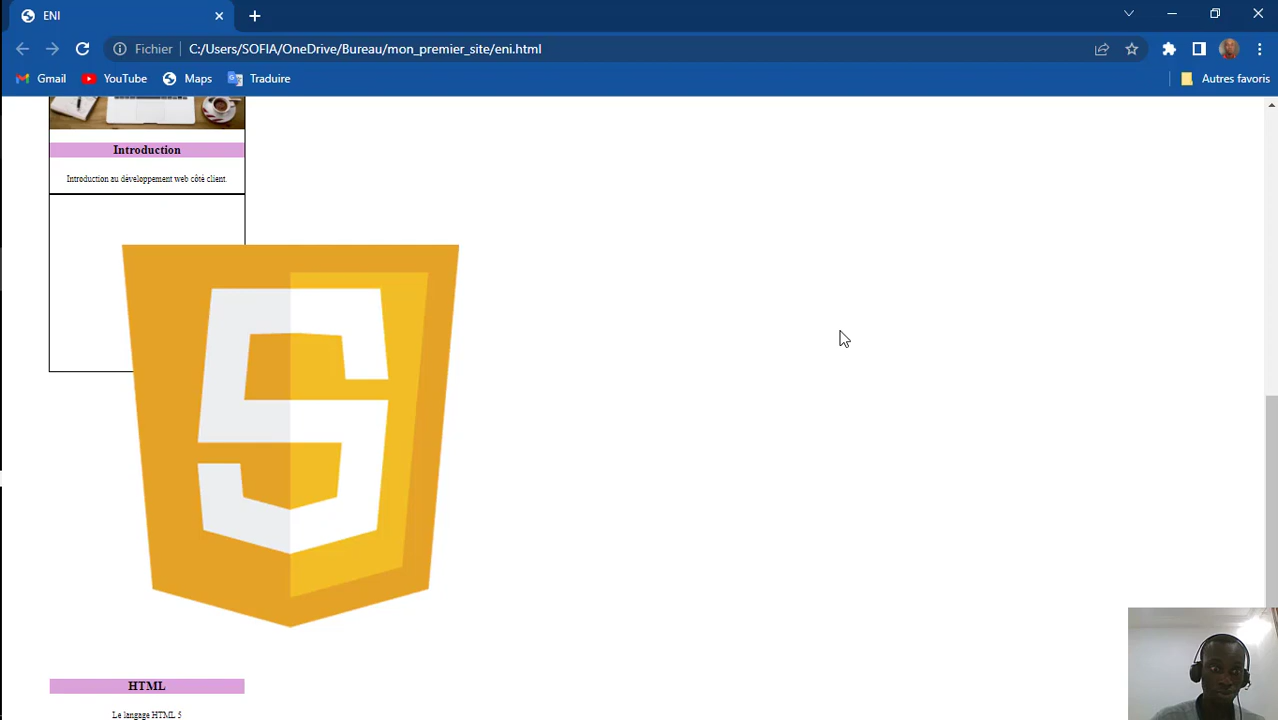 ENI
Fichier C:/Users/SOFIA/OneDrive/Bureau/mon_premier_site/eni.html
Gmail YouTube Maps Traduire Autres favoris
Introduction
Introduction au développement web côté client.
5
HTML
Le langage HTML 5